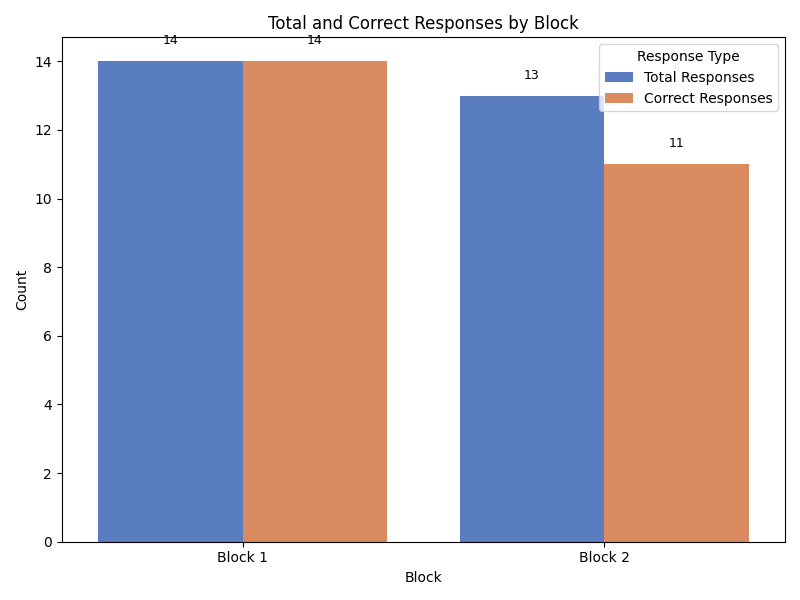 Total and Correct Responses by Block
14
14
13
11
Response Type
Total Responses
Correct Responses
14
12
10
8
6
4
2
0
Count
Block 1
Block 2
Block